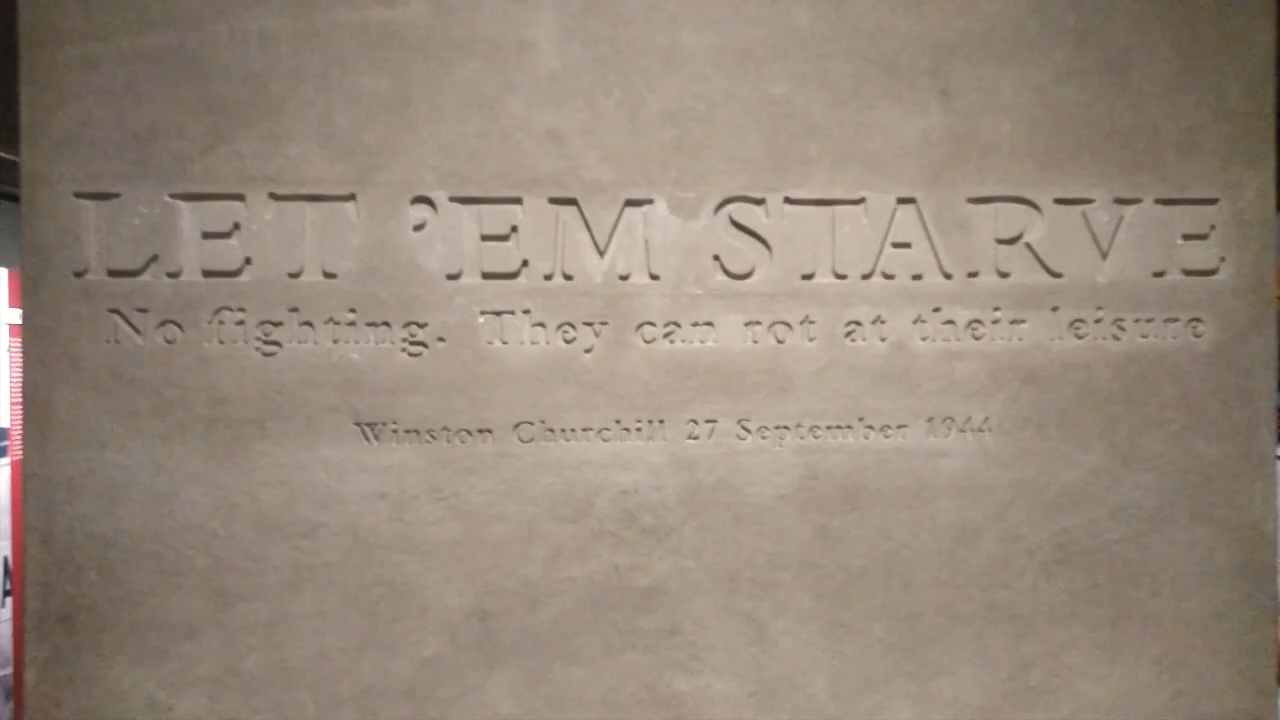 LET 'EM STARVE
No fighting. They can rot at their leisure
Winston Churchill 27 September 1944